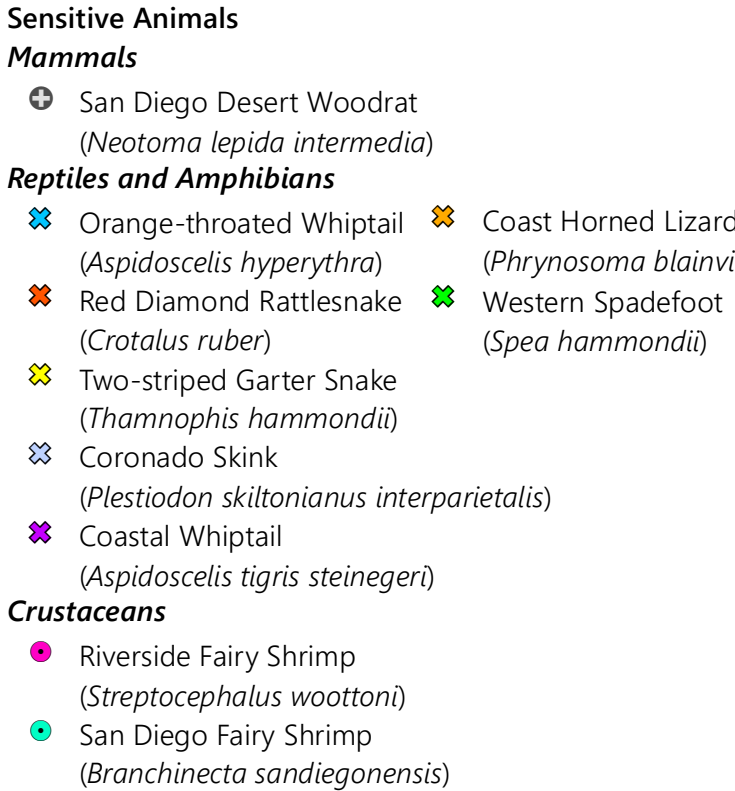 Sensitive Animals
Mammals
San Diego Desert Woodrat
(Neotoma lepida intermedia)
Reptiles and Amphibians
Orange-throated Whiptail
(Aspidoscelis hyperythra)
Red Diamond Rattlesnake
(Crotalus ruber)
Two-striped Garter Snake
(Thamnophis hammondii)
Coronado Skink
(Plestiodon skiltonianus interparietalis)
Coastal Whiptail
(Aspidoscelis tigris steinegeri)
Coast Horned Lizard
(Phrynosoma
Western Spadefoot
(Spea hammondii)
Crustaceans
Riverside Fairy Shrimp
(Streptocephalus woottoni)
San Diego Fairy Shrimp
(Branchinecta sandiegonensis)